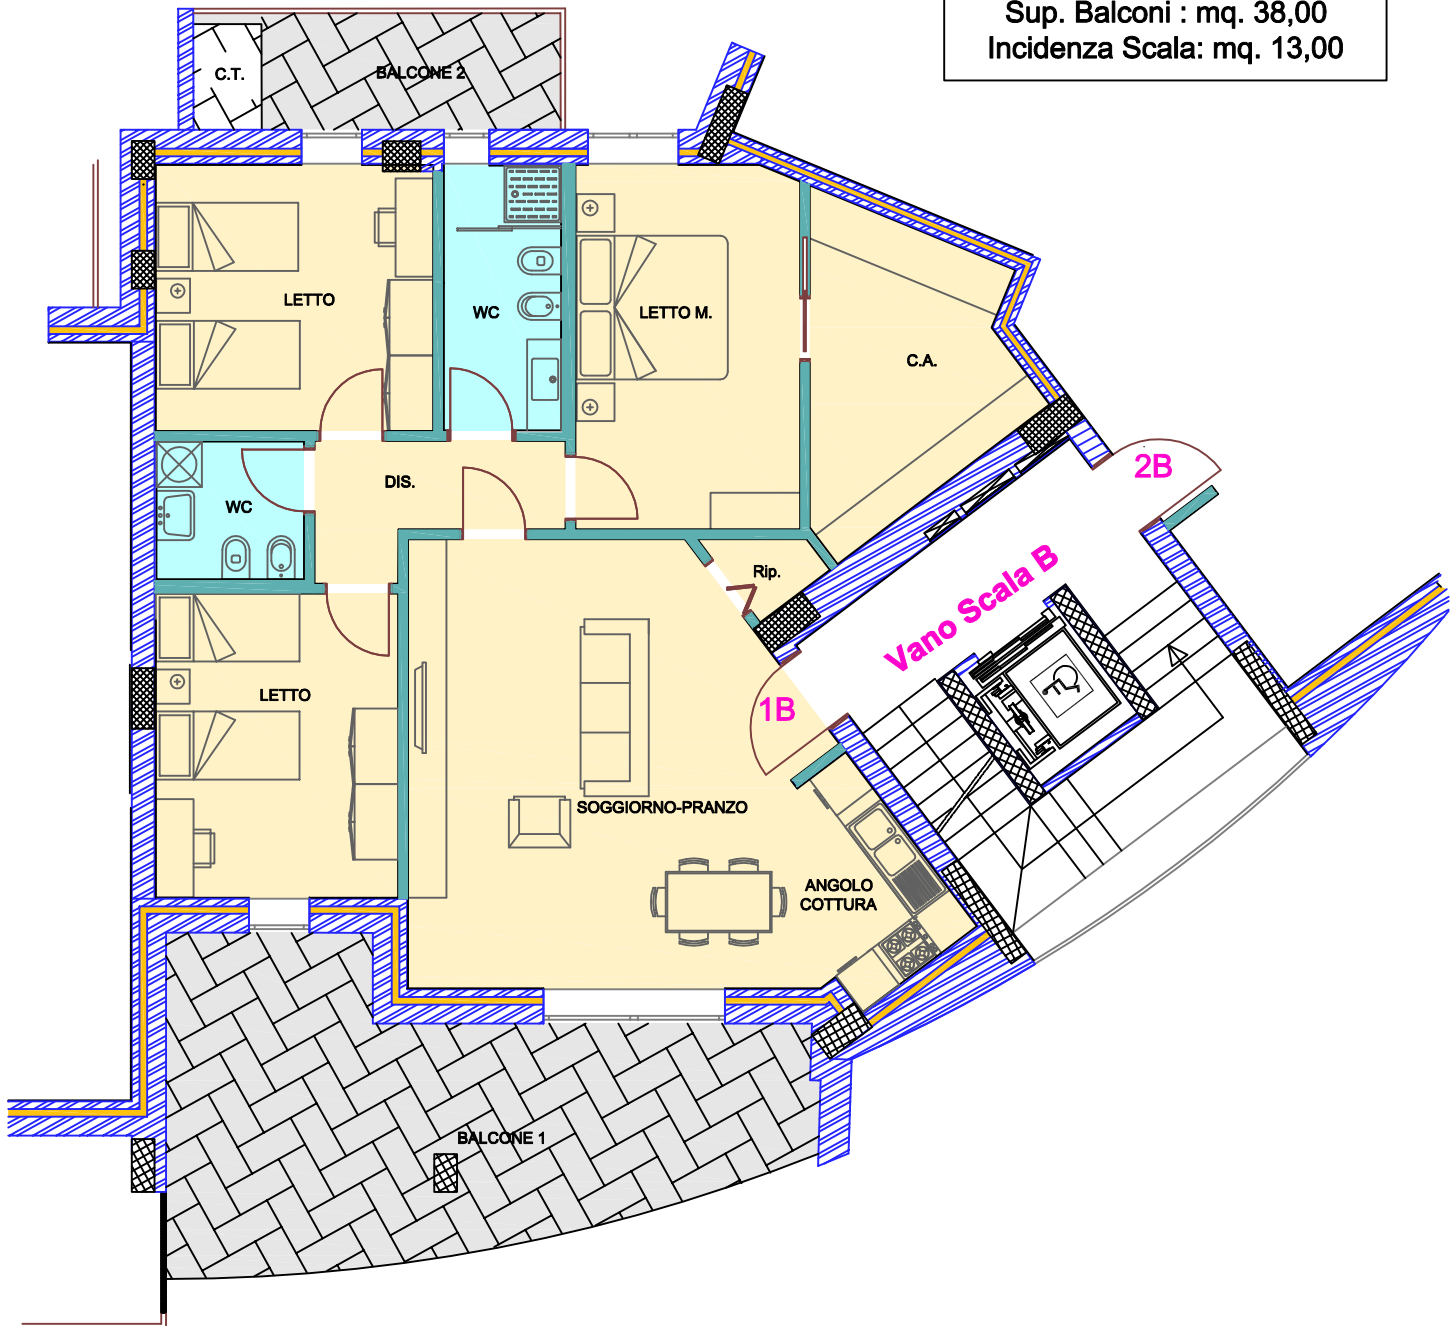 Sup. Balconi : mq. 38,00
Incidenza Scala: mq. 13,00
C.T.
BALCONE 2
LETTO
WC
LETTO M.
C.A.
2B
DIS.
WC
Rip.
Vano Scala B
LETTO
1B
SOGGIORNO-PRANZO
ANGOLO
COTTURA
BALCONE 1